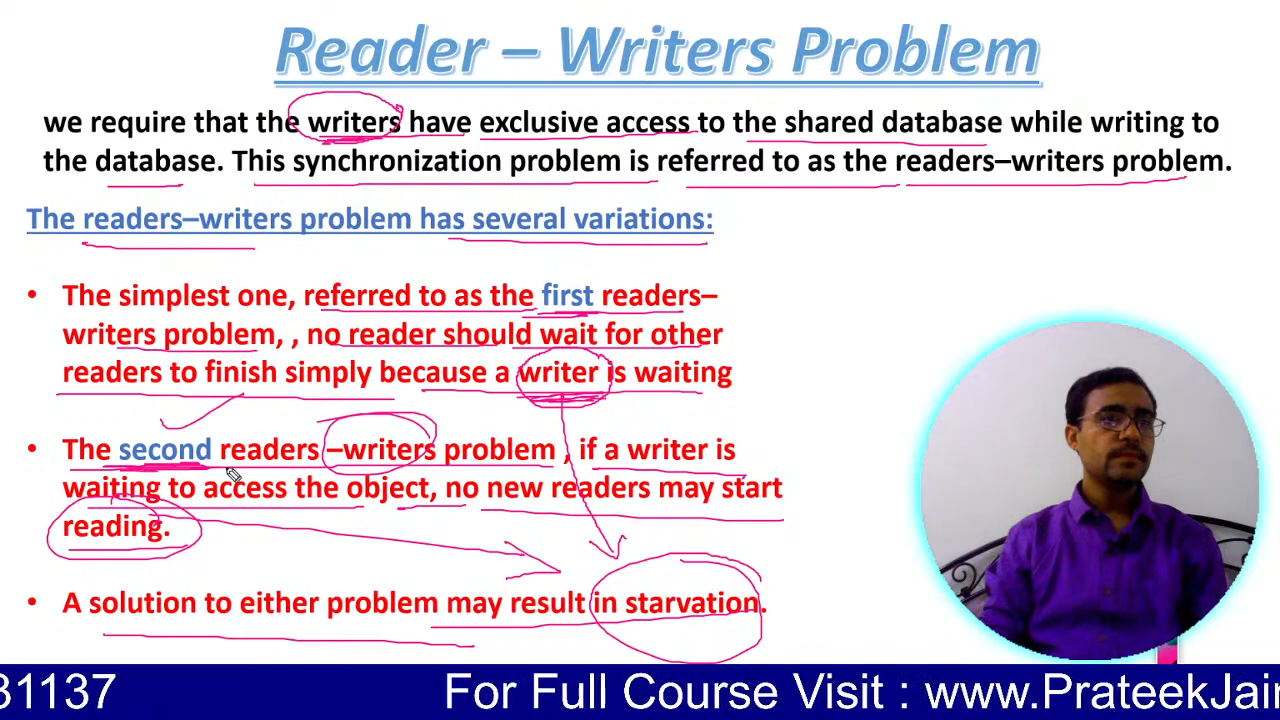 Reader – Writers Problem
we require that the writers have exclusive access to the shared database while writing to
the database. This synchronization problem is referred to as the readers–writers problem.
The readers–writers problem has several variations:
• The simplest one, referred to as the first readers–
writers problem, , no reader should wait for other
readers to finish simply because a writer is waiting
• The second readers –writers problem , if a writer is
waiting to access the object, no new readers may start
reading.
• A solution to either problem may result in starvation.
31137 For Full Course Visit : www.PrateekJai